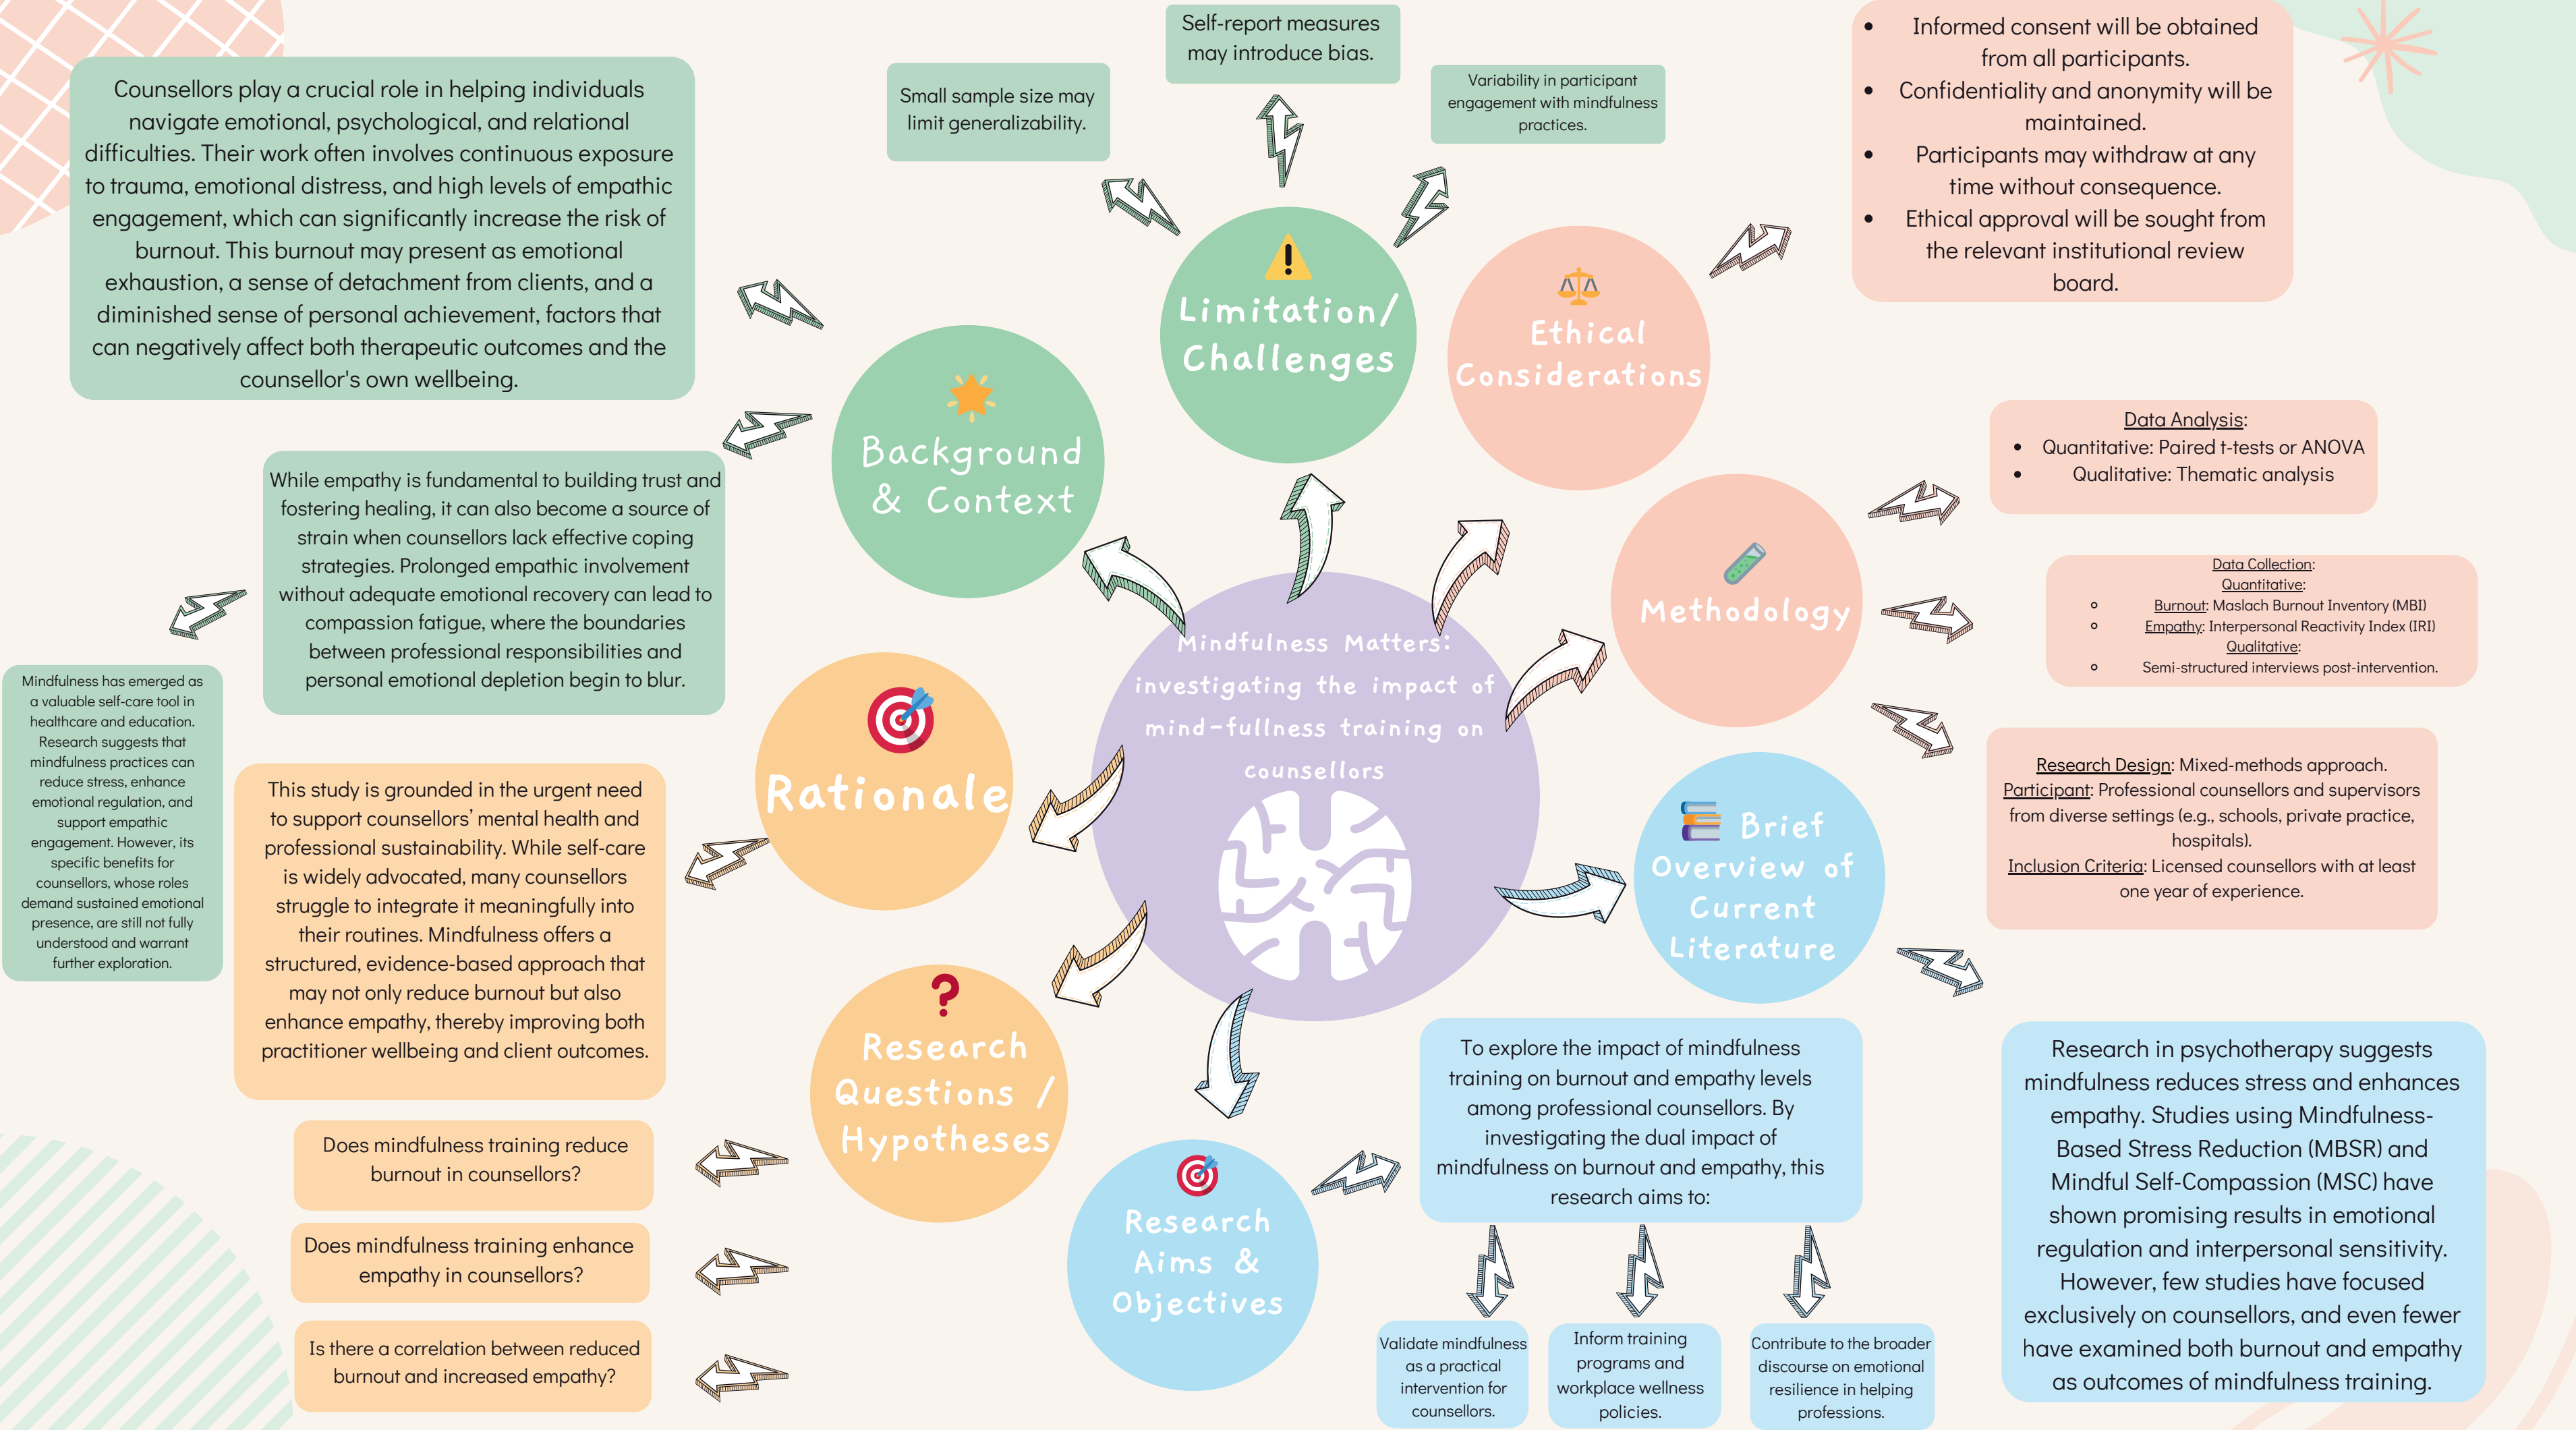 Mindfulness Matters:
investigating the impact of
mind-fullness training on
counsellors
Background
& Context
Counsellors play a crucial role in helping individuals
navigate emotional, psychological, and relational
difficulties. Their work often involves continuous exposure
to trauma, emotional distress, and high levels of empathic
engagement, which can significantly increase the risk of
burnout. This burnout may present as emotional
exhaustion, a sense of detachment from clients, and a
diminished sense of personal achievement, factors that
can negatively affect both therapeutic outcomes and the
counsellor's own wellbeing.
While empathy is fundamental to building trust and
fostering healing, it can also become a source of
strain when counsellors lack effective coping
strategies. Prolonged empathic involvement
without adequate emotional recovery can lead to
compassion fatigue, where the boundaries
between professional responsibilities and
personal emotional depletion begin to blur.
Mindfulness has emerged as
a valuable self-care tool in
healthcare and education.
Research suggests that
mindfulness practices can
reduce stress, enhance
emotional regulation, and
support empathic
engagement. However, its
specific benefits for
counsellors, whose roles
demand sustained emotional
presence, are still not fully
understood and warrant
further exploration.
Limitation/
Challenges
Small sample size may
limit generalizability.
Self-report measures
may introduce bias.
Variability in participant
engagement with mindfulness
practices.
Ethical
Considerations
• Informed consent will be obtained
from all participants.
• Confidentiality and anonymity will be
maintained.
• Participants may withdraw at any
time without consequence.
• Ethical approval will be sought from
the relevant institutional review
board.
Methodology
Data Analysis:
• Quantitative: Paired t-tests or ANOVA
• Qualitative: Thematic analysis
Data Collection:
Quantitative:
◦ Burnout: Maslach Burnout Inventory (MBI)
◦ Empathy: Interpersonal Reactivity Index (IRI)
Qualitative:
◦ Semi-structured interviews post-intervention.
Research Design: Mixed-methods approach.
Participant: Professional counsellors and supervisors
from diverse settings (e.g., schools, private practice,
hospitals).
Inclusion Criteria: Licensed counsellors with at least
one year of experience.
Brief
Overview of
Current
Literature
Research in psychotherapy suggests
mindfulness reduces stress and enhances
empathy. Studies using Mindfulness-
Based Stress Reduction (MBSR) and
Mindful Self-Compassion (MSC) have
shown promising results in emotional
regulation and interpersonal sensitivity.
However, few studies have focused
exclusively on counsellors, and even fewer
have examined both burnout and empathy
as outcomes of mindfulness training.
Rationale
This study is grounded in the urgent need
to support counsellors’ mental health and
professional sustainability. While self-care
is widely advocated, many counsellors
struggle to integrate it meaningfully into
their routines. Mindfulness offers a
structured, evidence-based approach that
may not only reduce burnout but also
enhance empathy, thereby improving both
practitioner wellbeing and client outcomes.
Research
Questions /
Hypotheses
Does mindfulness training reduce
burnout in counsellors?
Does mindfulness training enhance
empathy in counsellors?
Is there a correlation between reduced
burnout and increased empathy?
Research
Aims &
Objectives
To explore the impact of mindfulness
training on burnout and empathy levels
among professional counsellors. By
investigating the dual impact of
mindfulness on burnout and empathy, this
research aims to:
Validate mindfulness
as a practical
intervention for
counsellors.
Inform training
programs and
workplace wellness
policies.
Contribute to the broader
discourse on emotional
resilience in helping
professions.